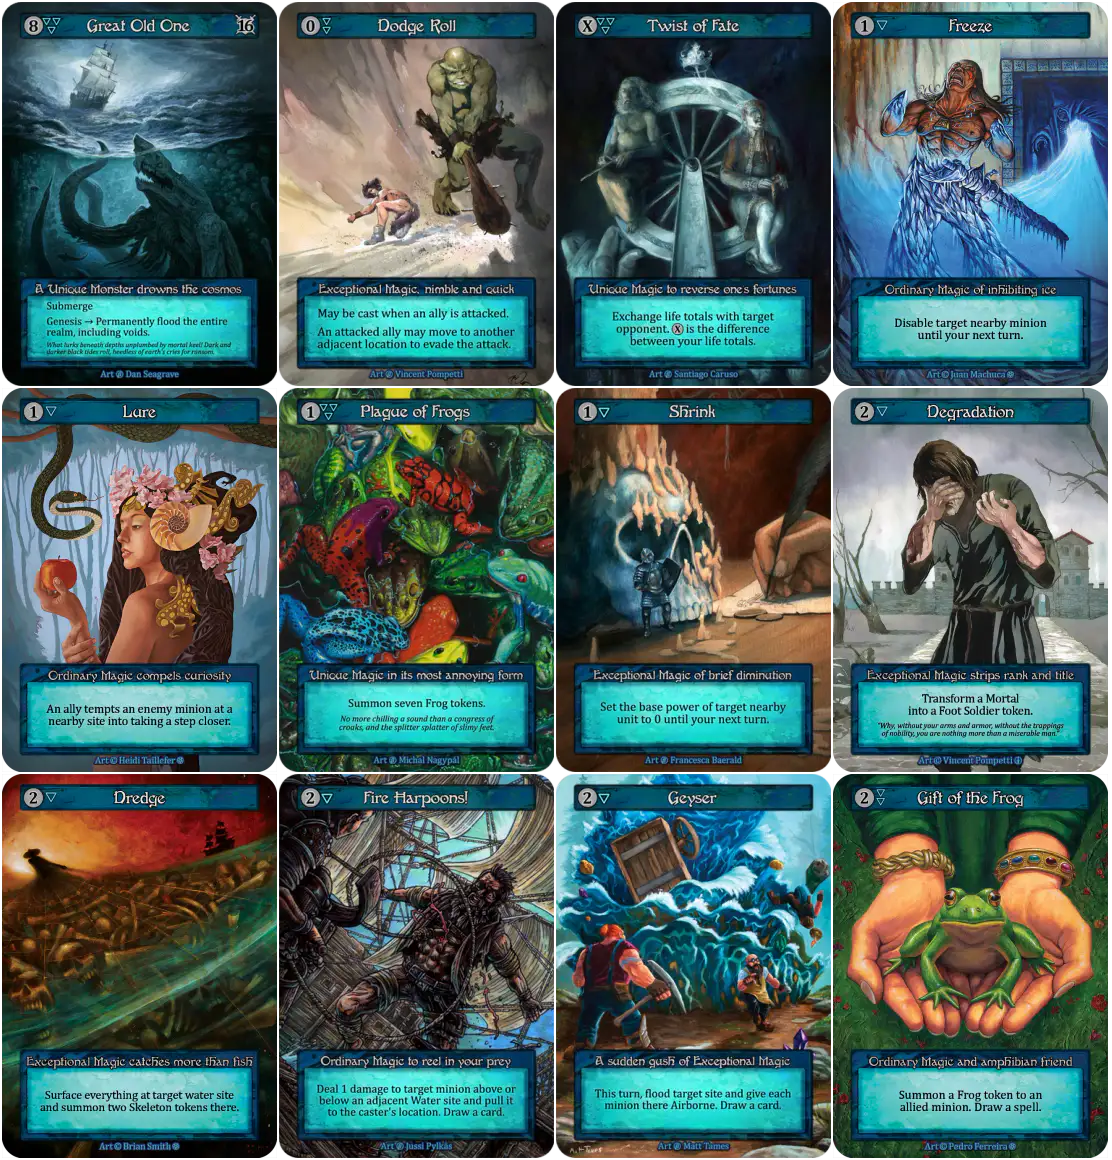 8 Great Old One 16
A Unique Monster drowns the cosmos
Submerge
Genesis → Permanently flood the entire
realm, including voids.
What lurks beneath depths unplumbed by mortal keel? Dark and
darker black tides roll, heedless of earth's cries for ransom.
Art @ Dan Seagrave
0 Dodge Roll
Exceptional Magic, nimble and quick
May be cast when an ally is attacked.
An attacked ally may move to another
adjacent location to evade the attack.
Art @ Vincent Pompetti
X Twist of Fate
Unique Magic to reverse one's fortunes
Exchange life totals with target
opponent. X is the difference
between your life totals.
Art @ Santiago Caruso
1 Freeze
Ordinary Magic of inhibiting ice
Disable target nearby minion
until your next turn.
Art © Juan Machuca
1 Lure
Ordinary Magic compels curiosity
An ally tempts an enemy minion at a
nearby site into taking a step closer.
Art © Heidi Taillefer
1 Plague of Frogs
Unique Magic in its most annoying form
Summon seven Frog tokens.
No more chilling a sound than a congress of
croaks, and the splitter splatter of slimy feet.
Art @ Michal Nagypál
1 Shrink
Exceptional Magic of brief diminution
Set the base power of target nearby
unit to 0 until your next turn.
Art @ Francesca Baerald
2 Degradation
Exceptional Magic strips rank and title
Transform a Mortal
into a Foot Soldier token.
"Why, without your arms and armor, without the trappings
of nobility, you are nothing more than a miserable man."
Art © Vincent Pompetti
2 Dredge
Exceptional Magic catches more than fish
Surface everything at target water site
and summon two Skeleton tokens there.
Art © Brian Smith
2 Fire Harpoons!
Ordinary Magic to reel in your prey
Deal 1 damage to target minion above or
below an adjacent Water site and pull it
to the caster's location. Draw a card.
Art @ Jussi Pylkäs
2 Geyser
A sudden gush of Exceptional Magic
This turn, flood target site and give each
minion there Airborne. Draw a card.
Art @ Matt Tames
2 Gift of the Frog
Ordinary Magic and amphibian friend
Summon a Frog token to an
allied minion. Draw a spell.
Art © Pedro Ferreira